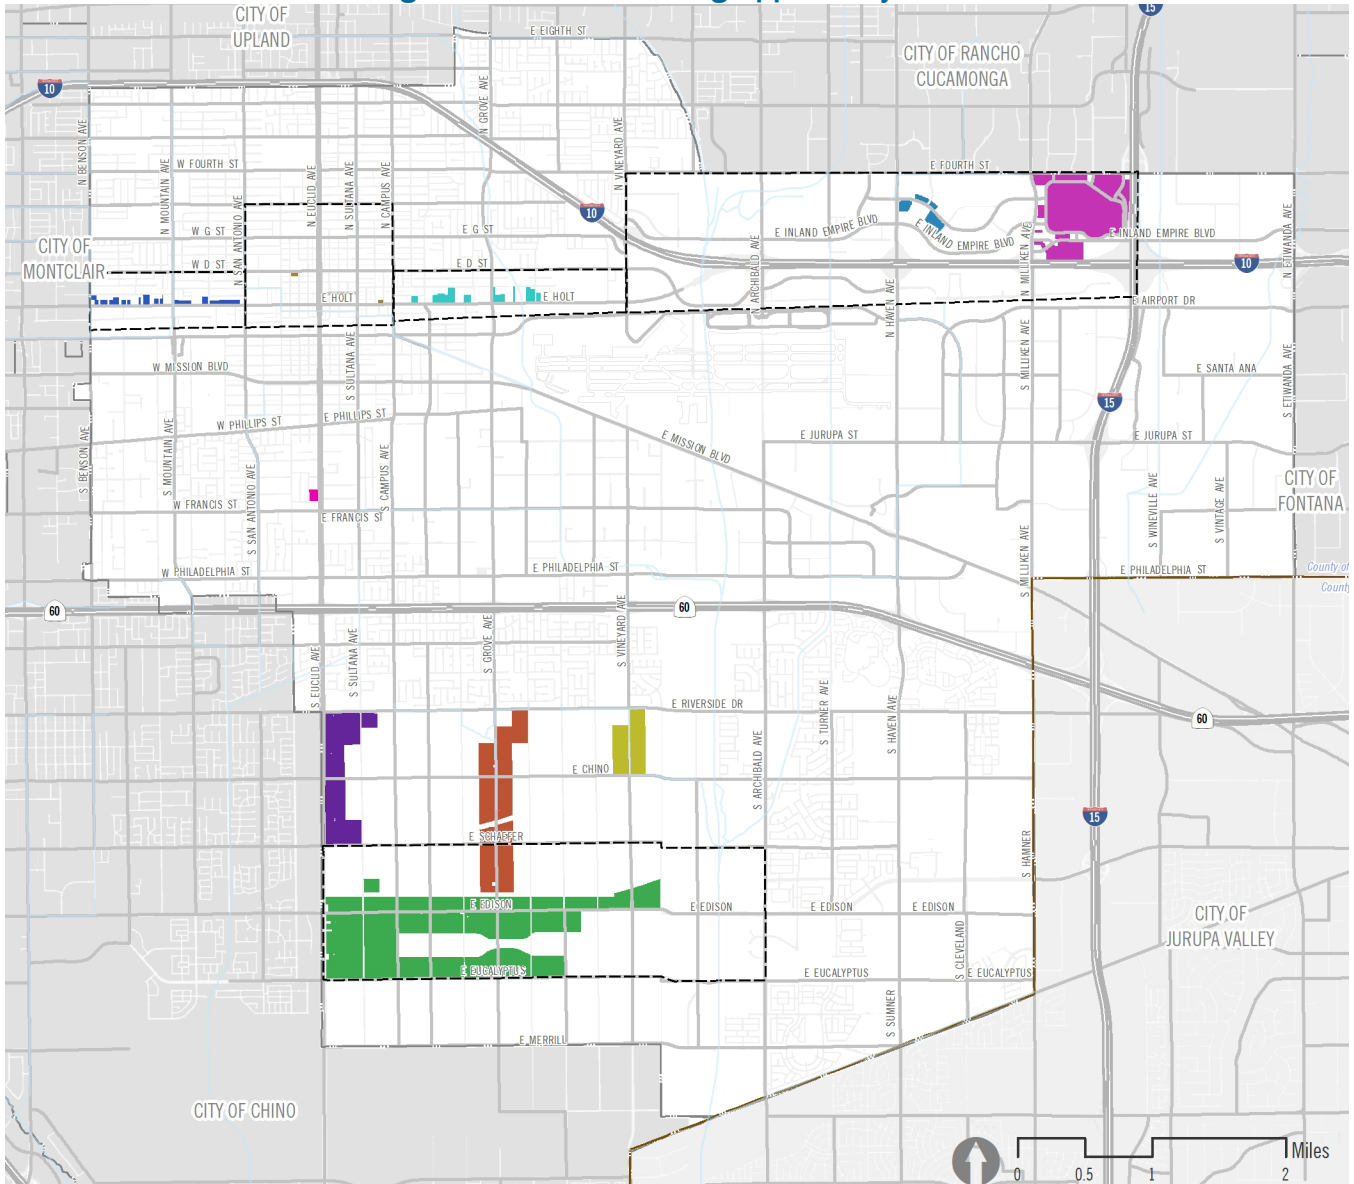 CITY OF
UPLAND
E EIGHTH ST
15
CITY OF RANCHO
CUCAMONGA
10
N GROVE AVE
N BENSON AVE
N VINEYARD AVE
W FOURTH ST
N MOUNTAIN AVE
N EUCLID AVE
N SULTANA AVE
N CAMPUS AVE
E FOURTH ST
N SAN ANTONIO AVE
10
W G ST
E G ST
E INLAND EMPIRE BLVD
E INLAND EMPIRE BLVD
E INLAND EMPIRE BLVD
N MILLIKEN AVE
N ETIWANDA AVE
CITY OF
MONTCLAIR
W D ST
E D ST
N ARCHIBALD AVE
10
E HOLT
E HOLT
N HAVEN AVE
E AIRPORT DR
S SULTANA AVE
S MILLIKEN AVE
W MISSION BLVD
E SANTA ANA
S ETIWANDA AVE
15
W PHILLIPS ST
E PHILLIPS ST
E MISSION BLVD
E JURUPA ST
E JURUPA ST
S BENSON AVE
S MOUNTAIN AVE
S SAN ANTONIO AVE
S CAMPUS AVE
S WINEVILLE AVE
S VINTAGE AVE
CITY OF
FONTANA
W FRANCIS ST
E FRANCIS ST
S MILLIKEN AVE
W PHILADELPHIA ST
E PHILADELPHIA ST
E PHILADELPHIA ST
County of
County
60
60
S EUCLID AVE
S SULTANA AVE
S GROVE AVE
S VINEYARD AVE
E RIVERSIDE DR
S TURNER AVE
S HAVEN AVE
60
S ARCHIBALD AVE
E CHINO
15
E SCHAEFER
S HAMNER
E EDISON
E EDISON
E EDISON
E EDISON
CITY OF
JURUPA VALLEY
S CLEVELAND
E EUCALYPTUS
E EUCALYPTUS
E EUCALYPTUS
S SUMNER
E MERRILL
CITY OF CHINO
Miles
0 0.5 1 2